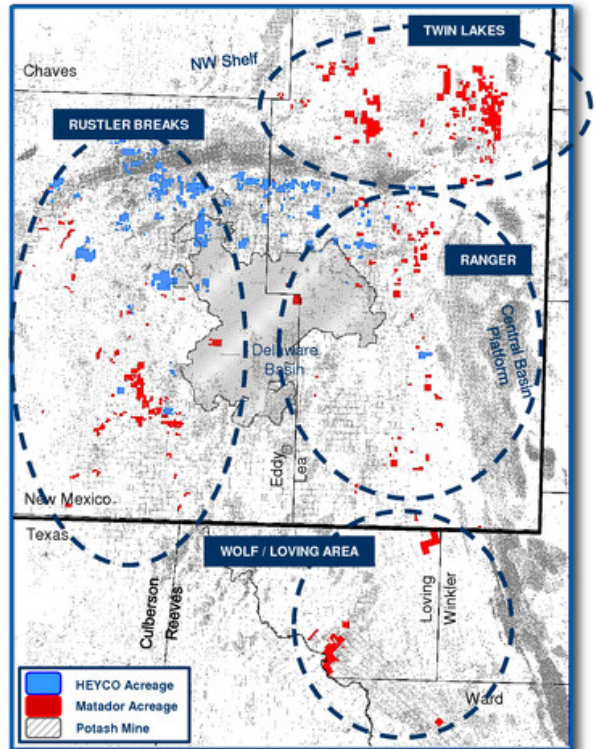 TWIN LAKES
NW Shelf
Chaves
RUSTLER BREAKS
RANGER
Central Basin
Platform
Delaware
Basin
Eddy
Lea
New Mexico
Texas
WOLF / LOVING AREA
Culberson
Reeves
Loving
Winkler
Ward
HEYCO Acreage
Matador Acreage
Potash Mine